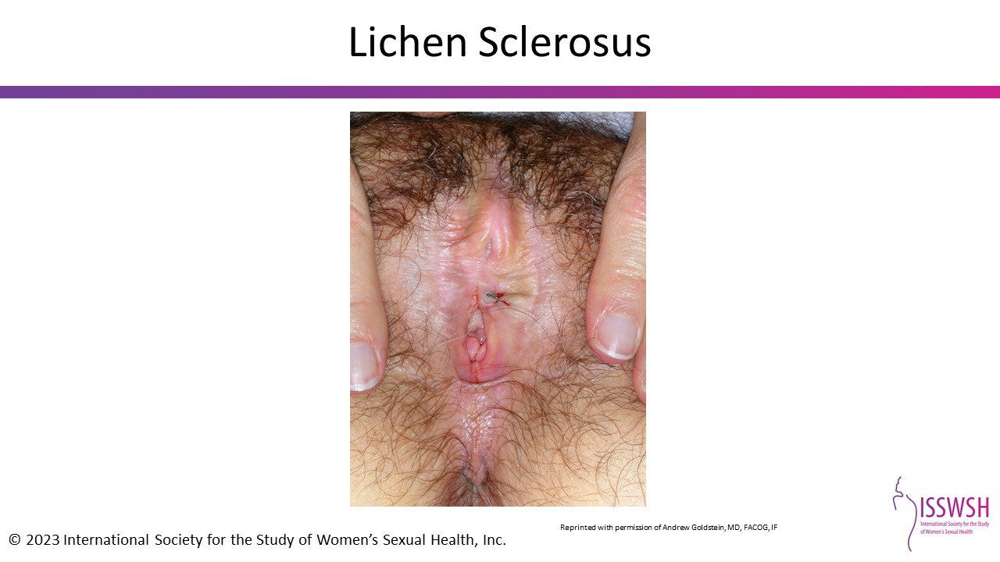 Lichen Sclerosus
Reprinted with permission of Andrew Goldstein, MD, FACOG, IF
© 2023 International Society for the Study of Women’s Sexual Health, Inc.
ISSWSH
International Society for the Study
of Women's Sexual Health